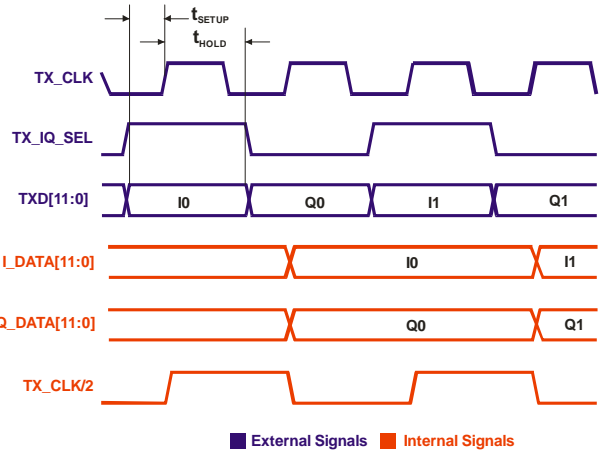 tSETUP
tHOLD
TX_CLK
TX_IQ_SEL
TXD[11:0] I0 Q0 I1 Q1
I_DATA[11:0] I0 I1
Q_DATA[11:0] Q0 Q1
TX_CLK/2
External Signals Internal Signals